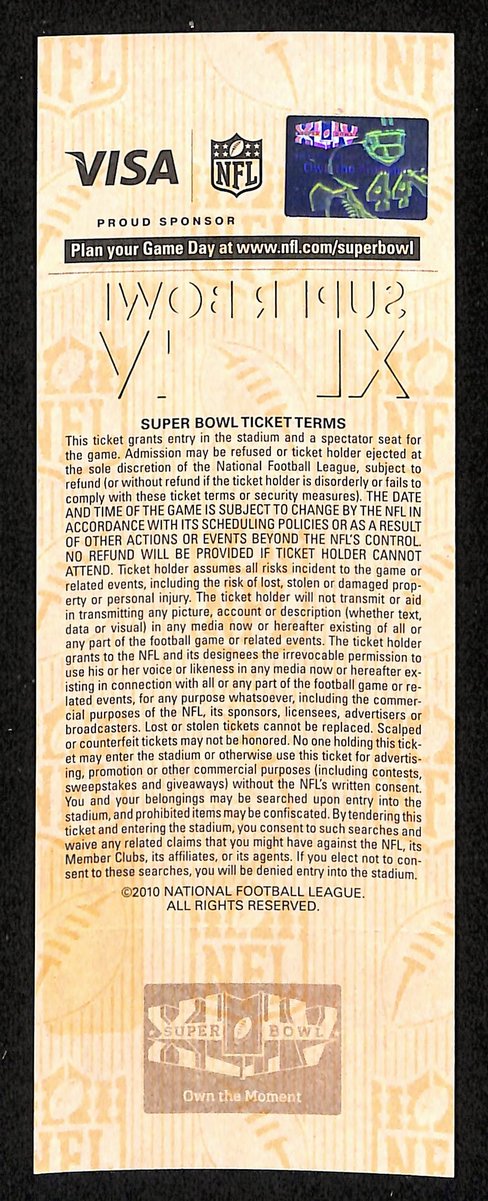 VISA
NFL
XLIV
44
PROUD SPONSOR
Plan your Game Day at www.nfl.com/superbowl
SUPER BOWL
XLIV
SUPER BOWL TICKET TERMS
This ticket grants entry in the stadium and a spectator seat for
the game. Admission may be refused or ticket holder ejected at
the sole discretion of the National Football League, subject to
refund (or without refund if the ticket holder is disorderly or fails to
comply with these ticket terms or security measures). THE DATE
AND TIME OF THE GAME IS SUBJECT TO CHANGE BY THE NFL IN
ACCORDANCE WITH ITS SCHEDULING POLICIES OR AS A RESULT
OF OTHER ACTIONS OR EVENTS BEYOND THE NFL'S CONTROL.
NO REFUND WILL BE PROVIDED IF TICKET HOLDER CANNOT
ATTEND. Ticket holder assumes all risks incident to the game or
related events, including the risk of lost, stolen or damaged prop-
erty or personal injury. The ticket holder will not transmit or aid
in transmitting any picture, account or description (whether text,
data or visual) in any media now or hereafter existing of all or
any part of the football game or related events. The ticket holder
grants to the NFL and its designees the irrevocable permission to
use his or her voice or likeness in any media now or hereafter ex-
isting in connection with all or any part of the football game or re-
lated events, for any purpose whatsoever, including the commer-
cial purposes of the NFL, its sponsors, licensees, advertisers or
broadcasters. Lost or stolen tickets cannot be replaced. Scalped
or counterfeit tickets may not be honored. No one holding this tick-
et may enter the stadium or otherwise use this ticket for advertis-
ing, promotion or other commercial purposes (including contests,
sweepstakes and giveaways) without the NFL's written consent.
You and your belongings may be searched upon entry into the
stadium, and prohibited items may be confiscated. By tendering this
ticket and entering the stadium, you consent to such searches and
waive any related claims that you might have against the NFL, its
Member Clubs, its affiliates, or its agents. If you elect not to con-
sent to these searches, you will be denied entry into the stadium.
©2010 NATIONAL FOOTBALL LEAGUE.
ALL RIGHTS RESERVED.
NFL
XLIV
SUPER BOWL
Own the Moment